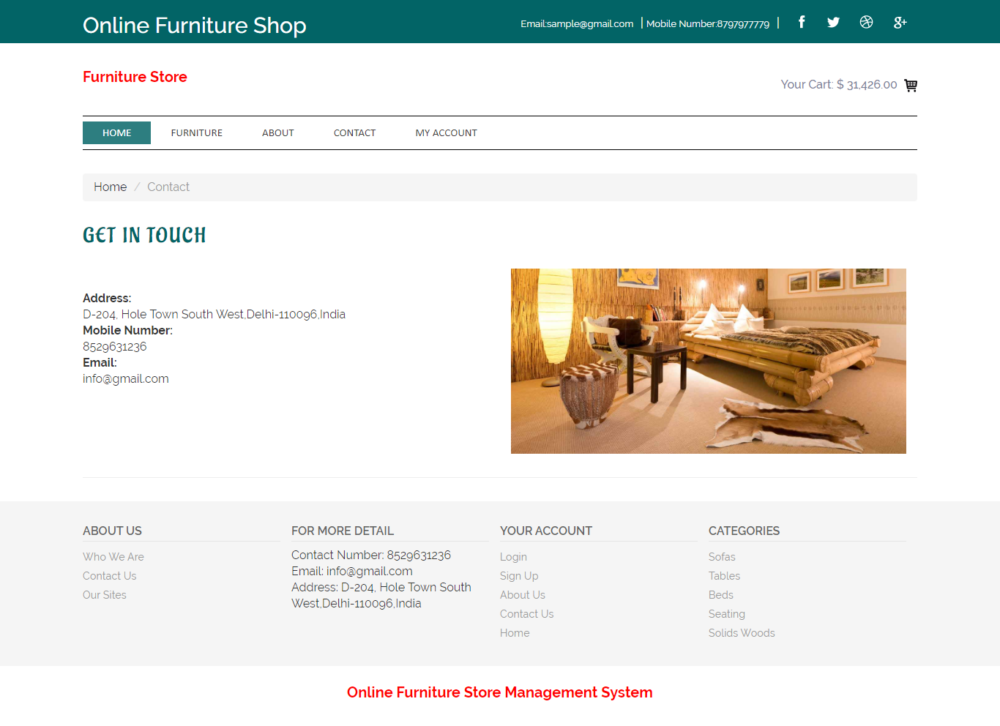 Online Furniture Shop
Email:sample@gmail.com | Mobile Number:8797977779 |
Furniture Store
Your Cart: $ 31,426.00
HOME FURNITURE ABOUT CONTACT MY ACCOUNT
Home / Contact
GET IN TOUCH
Address:
D-204, Hole Town South West,Delhi-110096,India
Mobile Number:
8529631236
Email:
info@gmail.com
ABOUT US
Who We Are
Contact Us
Our Sites
FOR MORE DETAIL
Contact Number: 8529631236
Email: info@gmail.com
Address: D-204, Hole Town South
West,Delhi-110096,India
YOUR ACCOUNT
Login
Sign Up
About Us
Contact Us
Home
CATEGORIES
Sofas
Tables
Beds
Seating
Solids Woods
Online Furniture Store Management System